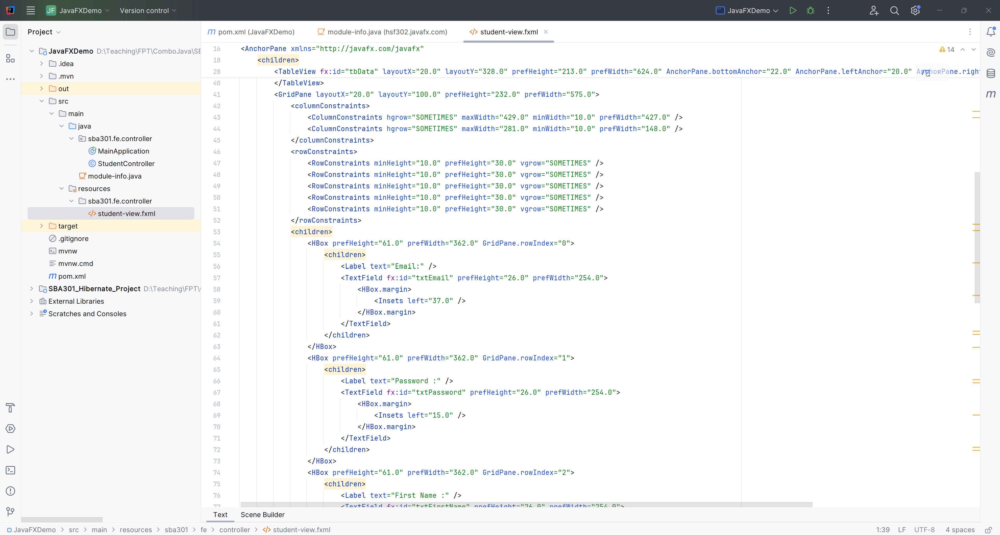 JF JavaFXDemo Version control JavaFXDemo
Project
JavaFXDemo D:\Teaching\FPT\ComboJava\SE
.idea
.mvn
out
src
main
java
sba301.fe.controller
MainApplication
StudentController
module-info.java
resources
sba301.fe.controller
student-view.fxml
target
.gitignore
mvnw
mvnw.cmd
pom.xml
SBA301_Hibernate_Project D:\Teaching\FPT\
External Libraries
Scratches and Consoles
pom.xml (JavaFXDemo) module-info.java (hsf302.javafx.com) student-view.fxml
14
16 <AnchorPane xmlns="http://javafx.com/javafx"
18 <children>
28 <TableView fx:id="tbData" layoutX="20.0" layoutY="328.0" prefHeight="213.0" prefWidth="624.0" AnchorPane.bottomAnchor="22.0" AnchorPane.leftAnchor="20.0" AnchorPane.righ
40 </TableView>
41 <GridPane layoutX="20.0" layoutY="100.0" prefHeight="232.0" prefWidth="575.0">
42 <columnConstraints>
43 <ColumnConstraints hgrow="SOMETIMES" maxWidth="429.0" minWidth="10.0" prefWidth="427.0" />
44 <ColumnConstraints hgrow="SOMETIMES" maxWidth="281.0" minWidth="10.0" prefWidth="148.0" />
45 </columnConstraints>
46 <rowConstraints>
47 <RowConstraints minHeight="10.0" prefHeight="30.0" vgrow="SOMETIMES" />
48 <RowConstraints minHeight="10.0" prefHeight="30.0" vgrow="SOMETIMES" />
49 <RowConstraints minHeight="10.0" prefHeight="30.0" vgrow="SOMETIMES" />
50 <RowConstraints minHeight="10.0" prefHeight="30.0" vgrow="SOMETIMES" />
51 <RowConstraints minHeight="10.0" prefHeight="30.0" vgrow="SOMETIMES" />
52 </rowConstraints>
53 <children>
54 <HBox prefHeight="61.0" prefWidth="362.0" GridPane.rowIndex="0">
55 <children>
56 <Label text="Email:" />
57 <TextField fx:id="txtEmail" prefHeight="26.0" prefWidth="254.0">
58 <HBox.margin>
59 <Insets left="37.0" />
60 </HBox.margin>
61 </TextField>
62 </children>
63 </HBox>
64 <HBox prefHeight="61.0" prefWidth="362.0" GridPane.rowIndex="1">
65 <children>
66 <Label text="Password :" />
67 <TextField fx:id="txtPassword" prefHeight="26.0" prefWidth="254.0">
68 <HBox.margin>
69 <Insets left="15.0" />
70 </HBox.margin>
71 </TextField>
72 </children>
73 </HBox>
74 <HBox prefHeight="61.0" prefWidth="362.0" GridPane.rowIndex="2">
75 <children>
76 <Label text="First Name :" />
77 <TextField fx:id="txtFirstName" prefHeight="26.0" prefWidth="254.0">
Text Scene Builder
JavaFXDemo > src > main > resources > sba301 > fe > controller > student-view.fxml
1:39 LF UTF-8 4 spaces